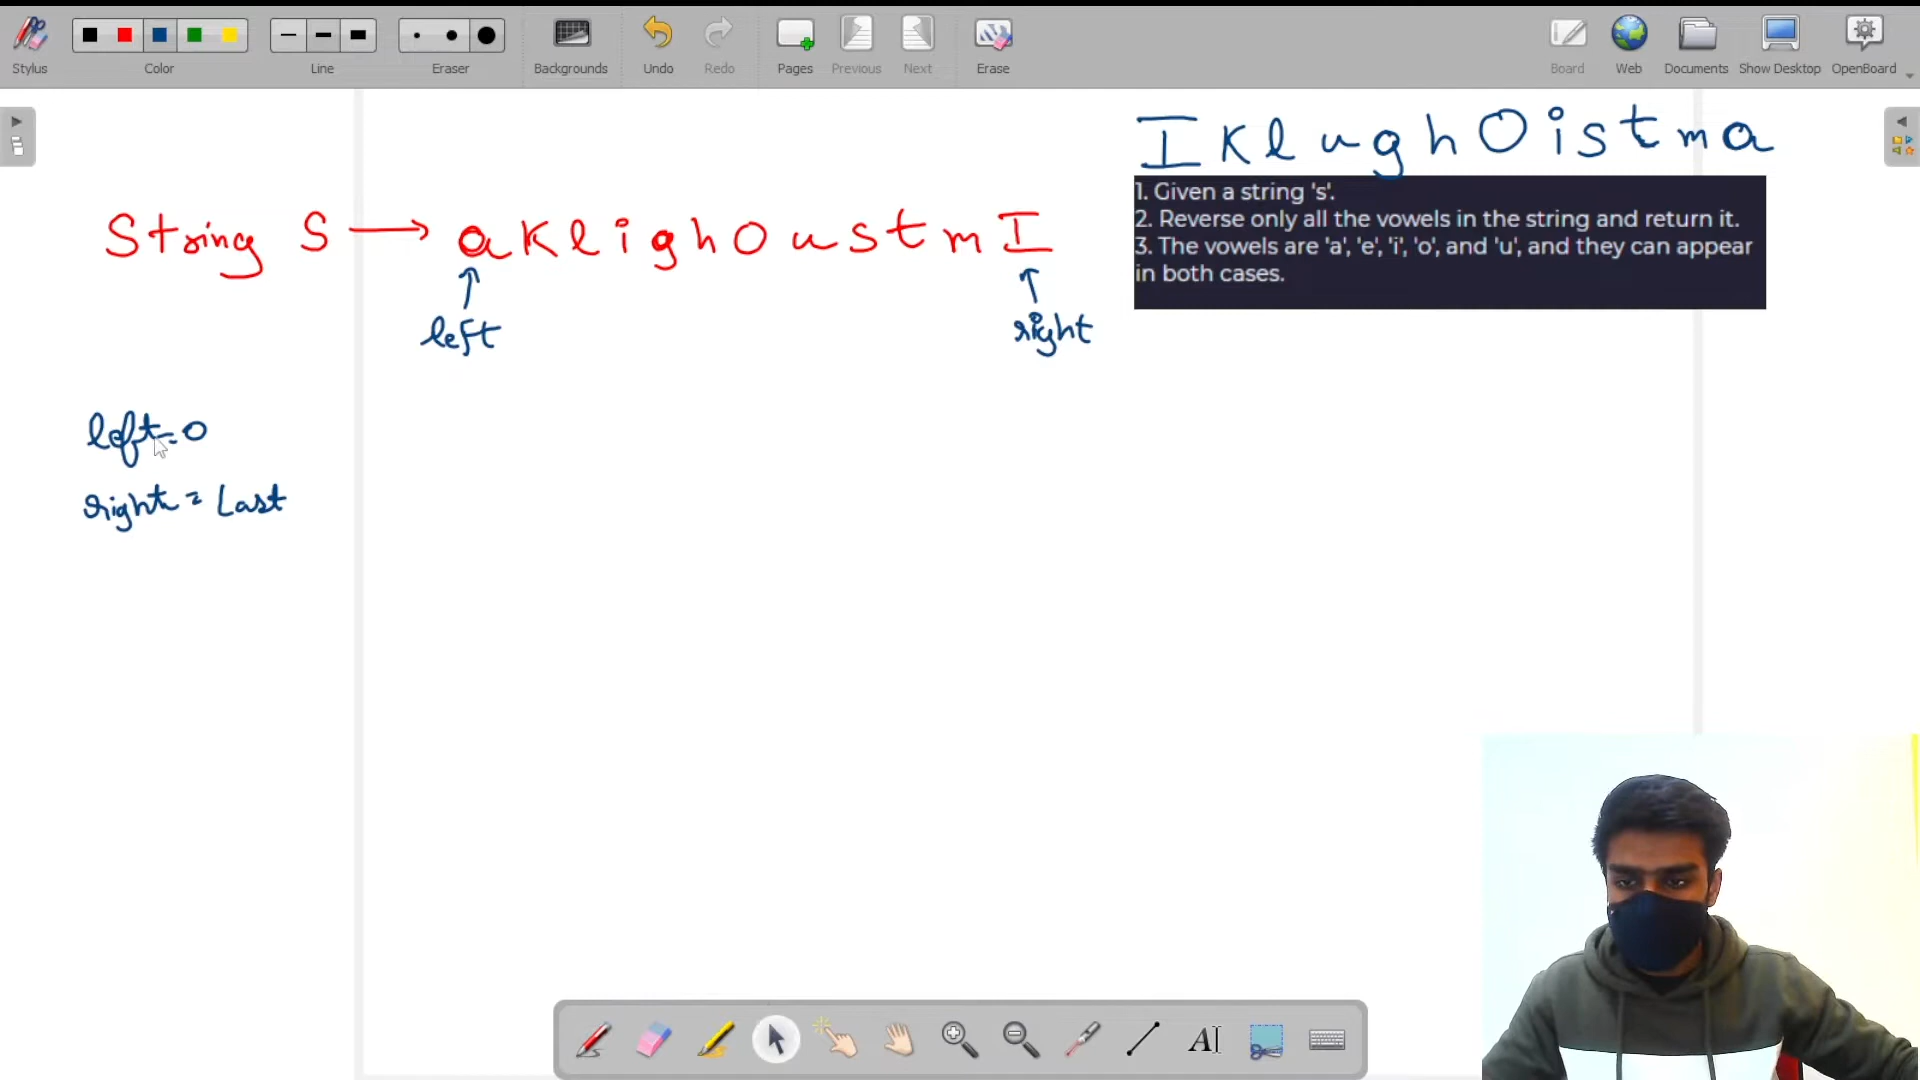 Stylus
Color
Line
Eraser
Backgrounds
Undo
Redo
Pages
Previous
Next
Erase
Board
Web
Documents
Show Desktop
OpenBoard
I K l u g h O i s t m a
String S → a K l i g h O u s t m I
↑ ↑
left right
1. Given a string 's'.
2. Reverse only all the vowels in the string and return it.
3. The vowels are 'a', 'e', 'i', 'o', and 'u', and they can appear
in both cases.
left = 0
right = Last